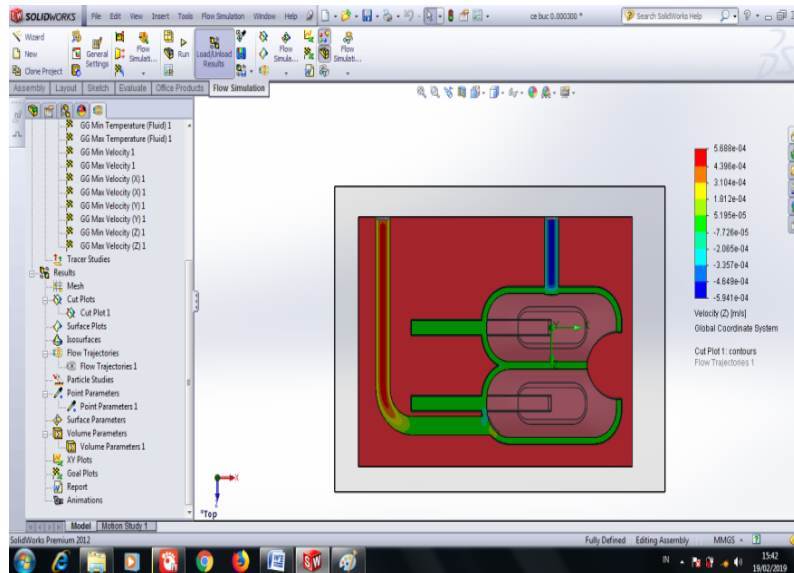 SOLIDWORKS File Edit View Insert Tools Flow Simulation Window Help ce buc 0.000300 * Search SolidWorks Help
Wizard
New
Clone Project
General Settings
Flow Simulati...
Run
Load/Unload Results
Flow Simula...
Flow Simulati...
Assembly Layout Sketch Evaluate Office Products Flow Simulation
GG Min Temperature (Fluid) 1
GG Max Temperature (Fluid) 1
GG Min Velocity 1
GG Max Velocity 1
GG Min Velocity (X) 1
GG Max Velocity (X) 1
GG Min Velocity (Y) 1
GG Max Velocity (Y) 1
GG Min Velocity (Z) 1
GG Max Velocity (Z) 1
Tracer Studies
Results
Mesh
Cut Plots
Cut Plot 1
Surface Plots
Isosurfaces
Flow Trajectories
Flow Trajectories 1
Particle Studies
Point Parameters
Point Parameters 1
Surface Parameters
Volume Parameters
Volume Parameters 1
XY Plots
Goal Plots
Report
Animations
5.688e-04
4.396e-04
3.104e-04
1.812e-04
5.195e-05
-7.726e-05
-2.065e-04
-3.357e-04
-4.649e-04
-5.941e-04
Velocity (Z) [m/s]
Global Coordinate System
Cut Plot 1: contours
Flow Trajectories 1
X
X
Z
*Top
Model Motion Study 1
SolidWorks Premium 2012 Fully Defined Editing Assembly MMGS
IN 15:42
19/02/2019